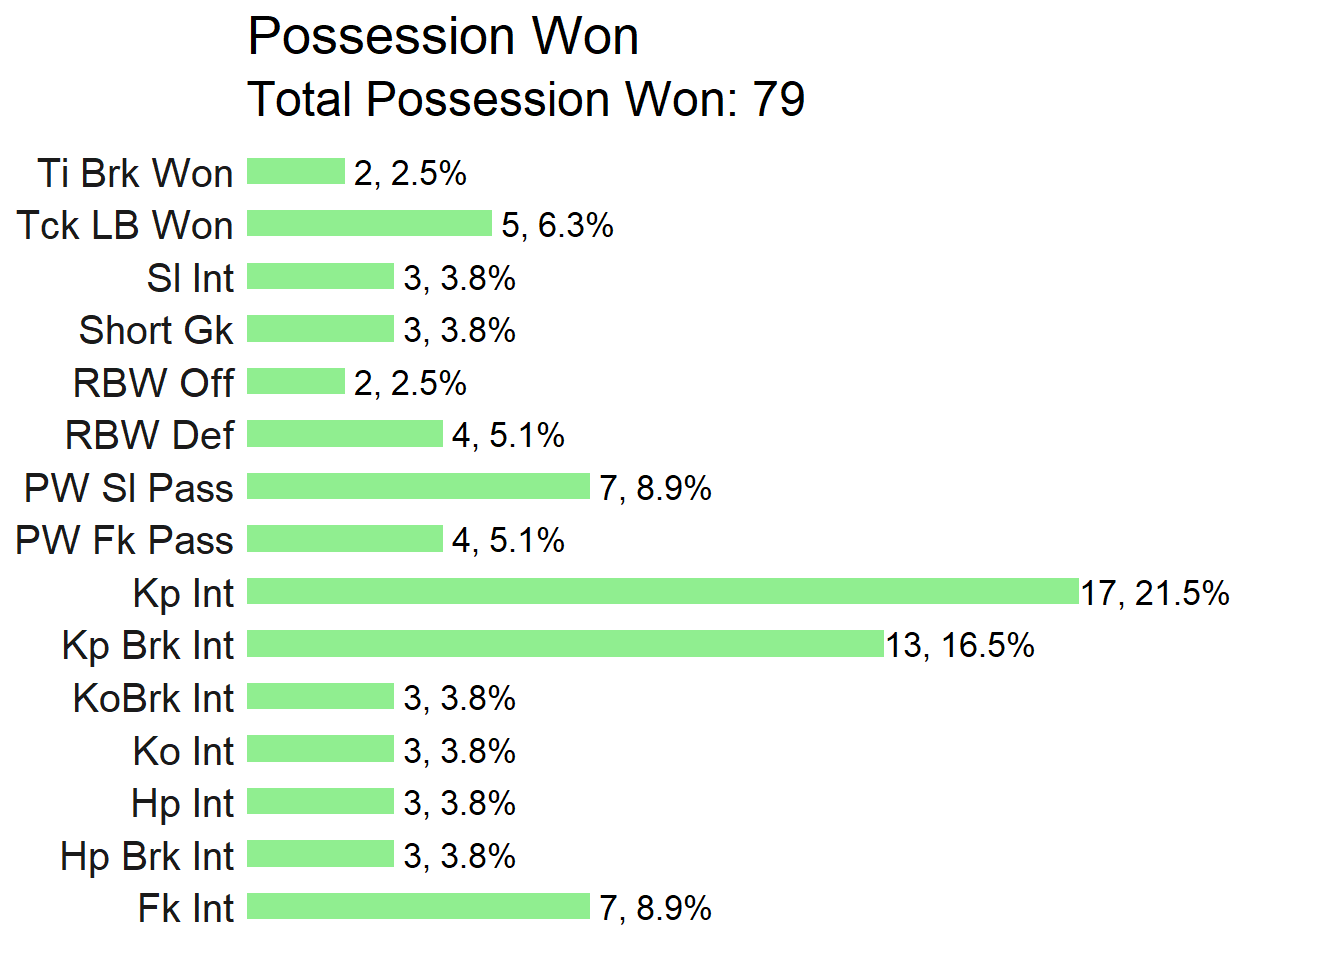 Possession Won
Total Possession Won: 79
Ti Brk Won 2, 2.5%
Tck LB Won 5, 6.3%
Sl Int 3, 3.8%
Short Gk 3, 3.8%
RBW Off 2, 2.5%
RBW Def 4, 5.1%
PW Sl Pass 7, 8.9%
PW Fk Pass 4, 5.1%
Kp Int 17, 21.5%
Kp Brk Int 13, 16.5%
KoBrk Int 3, 3.8%
Ko Int 3, 3.8%
Hp Int 3, 3.8%
Hp Brk Int 3, 3.8%
Fk Int 7, 8.9%